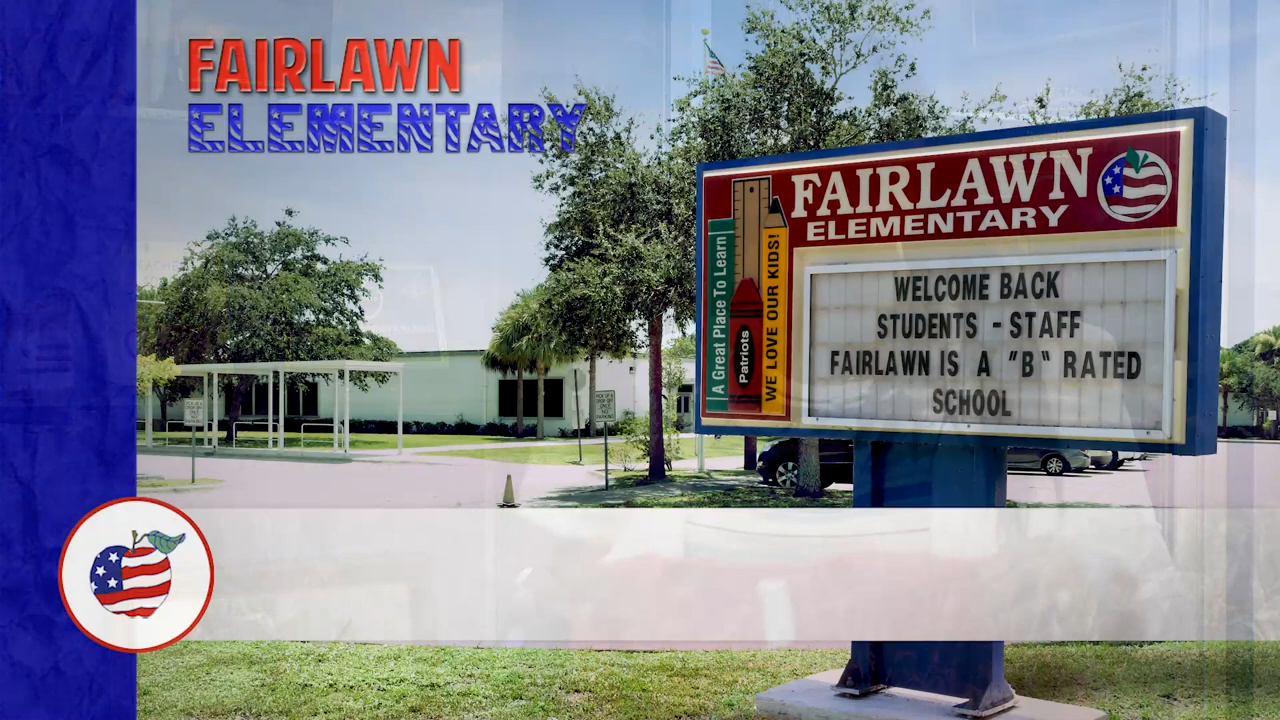 FAIRLAWN
ELEMENTARY
FAIRLAWN
ELEMENTARY
A Great Place To Learn
Patriots
WE LOVE OUR KIDS!
WELCOME BACK
STUDENTS - STAFF
FAIRLAWN IS A "B" RATED
SCHOOL